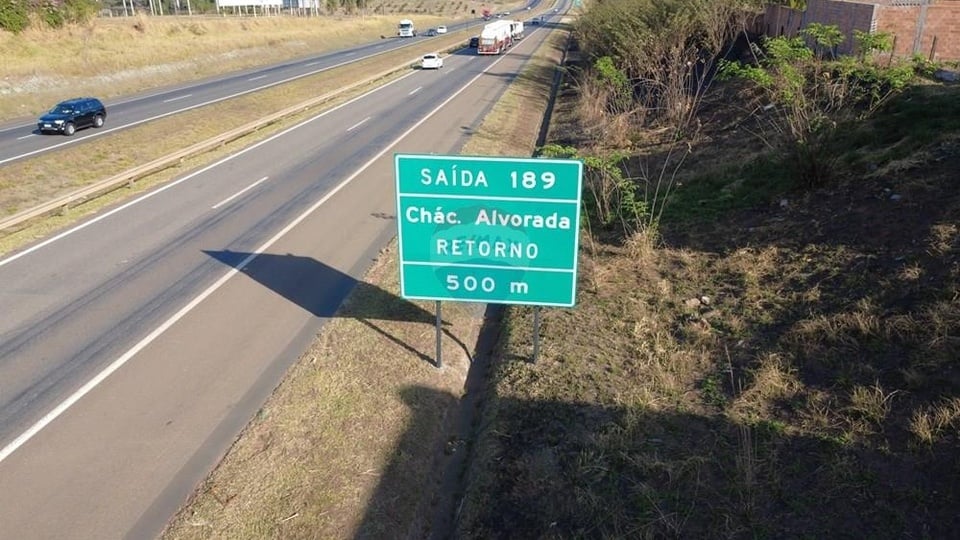 SAÍDA 189
Chác. Alvorada
RETORNO
500 m